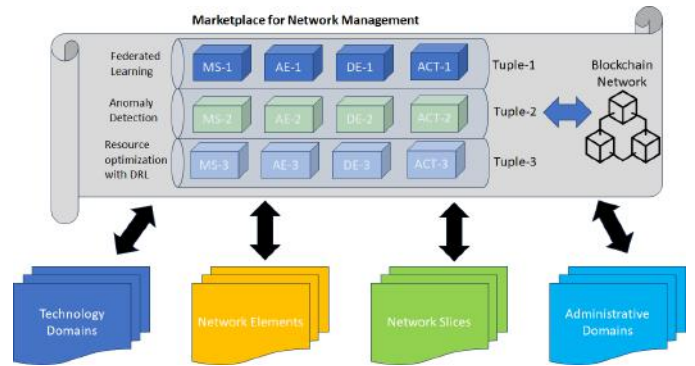 Marketplace for Network Management
Federated
Learning
MS-1
AE-1
DE-1
ACT-1
Tuple-1
Blockchain
Network
Anomaly
Detection
MS-2
AE-2
DE-2
ACT-2
Tuple-2
Resource
optimization
with DRL
MS-3
AE-3
DE-3
ACT-3
Tuple-3
Technology
Domains
Network Elements
Network Slices
Administrative
Domains